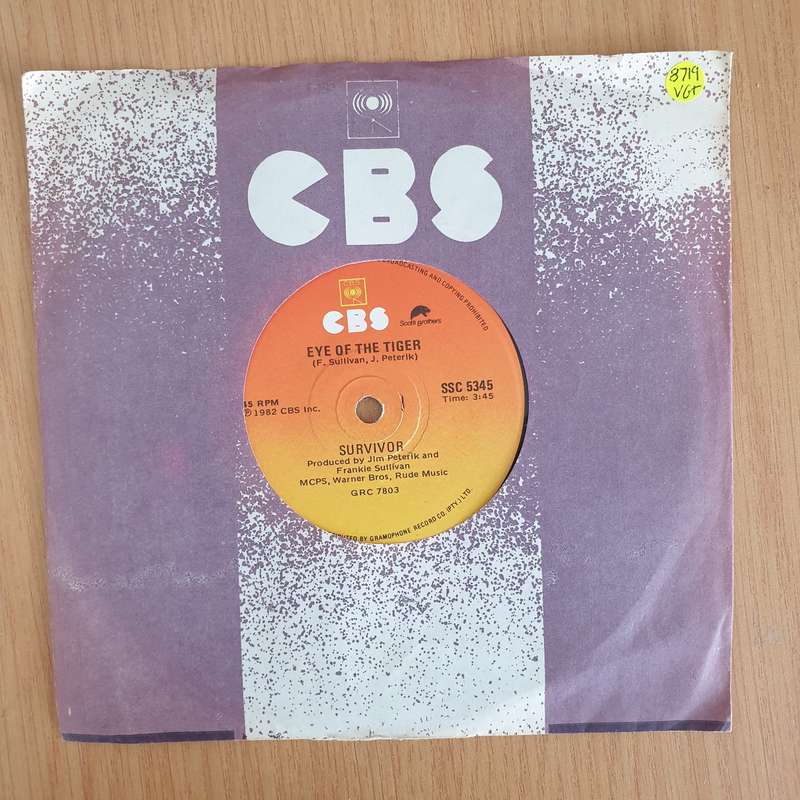 8719
VG+
CBS
BROADCASTING AND COPYING PROHIBITED
CBS
Scotti Brothers
EYE OF THE TIGER
(F. Sullivan, J. Peterik)
45 RPM
℗ 1982 CBS Inc.
SSC 5345
Time: 3:45
SURVIVOR
Produced by Jim Peterik and
Frankie Sullivan
MCPS, Warner Bros, Rude Music
GRC 7803
BY GRAMOPHONE RECORD CO. (PTY.) LTD.